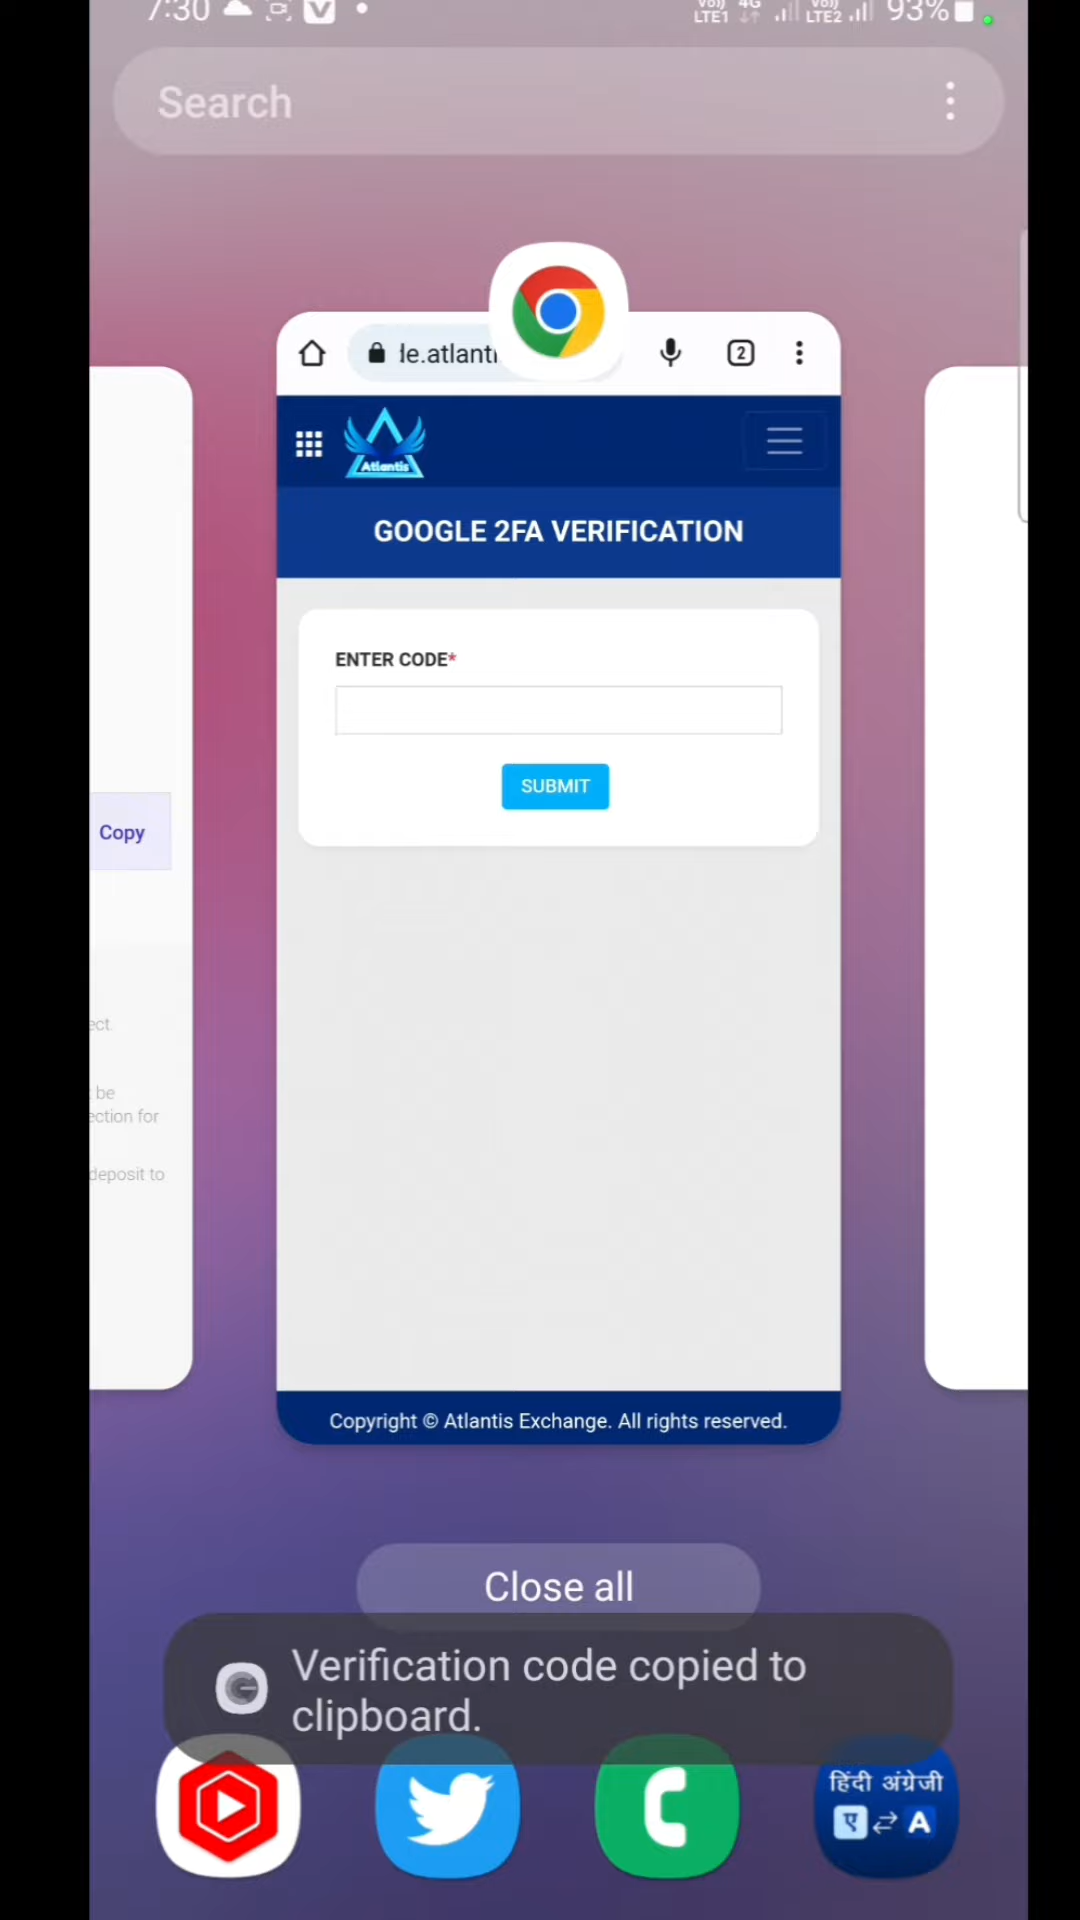 7:30
Vo)) 4G Vo))
LTE1 LTE2 93%
Search
le.atlanti
2
Atlantis
GOOGLE 2FA VERIFICATION
ENTER CODE*
SUBMIT
Copy
ect.
be
ection for
deposit to
Copyright © Atlantis Exchange. All rights reserved.
Close all
Verification code copied to
clipboard.
हिंदी अंग्रेजी
ए A